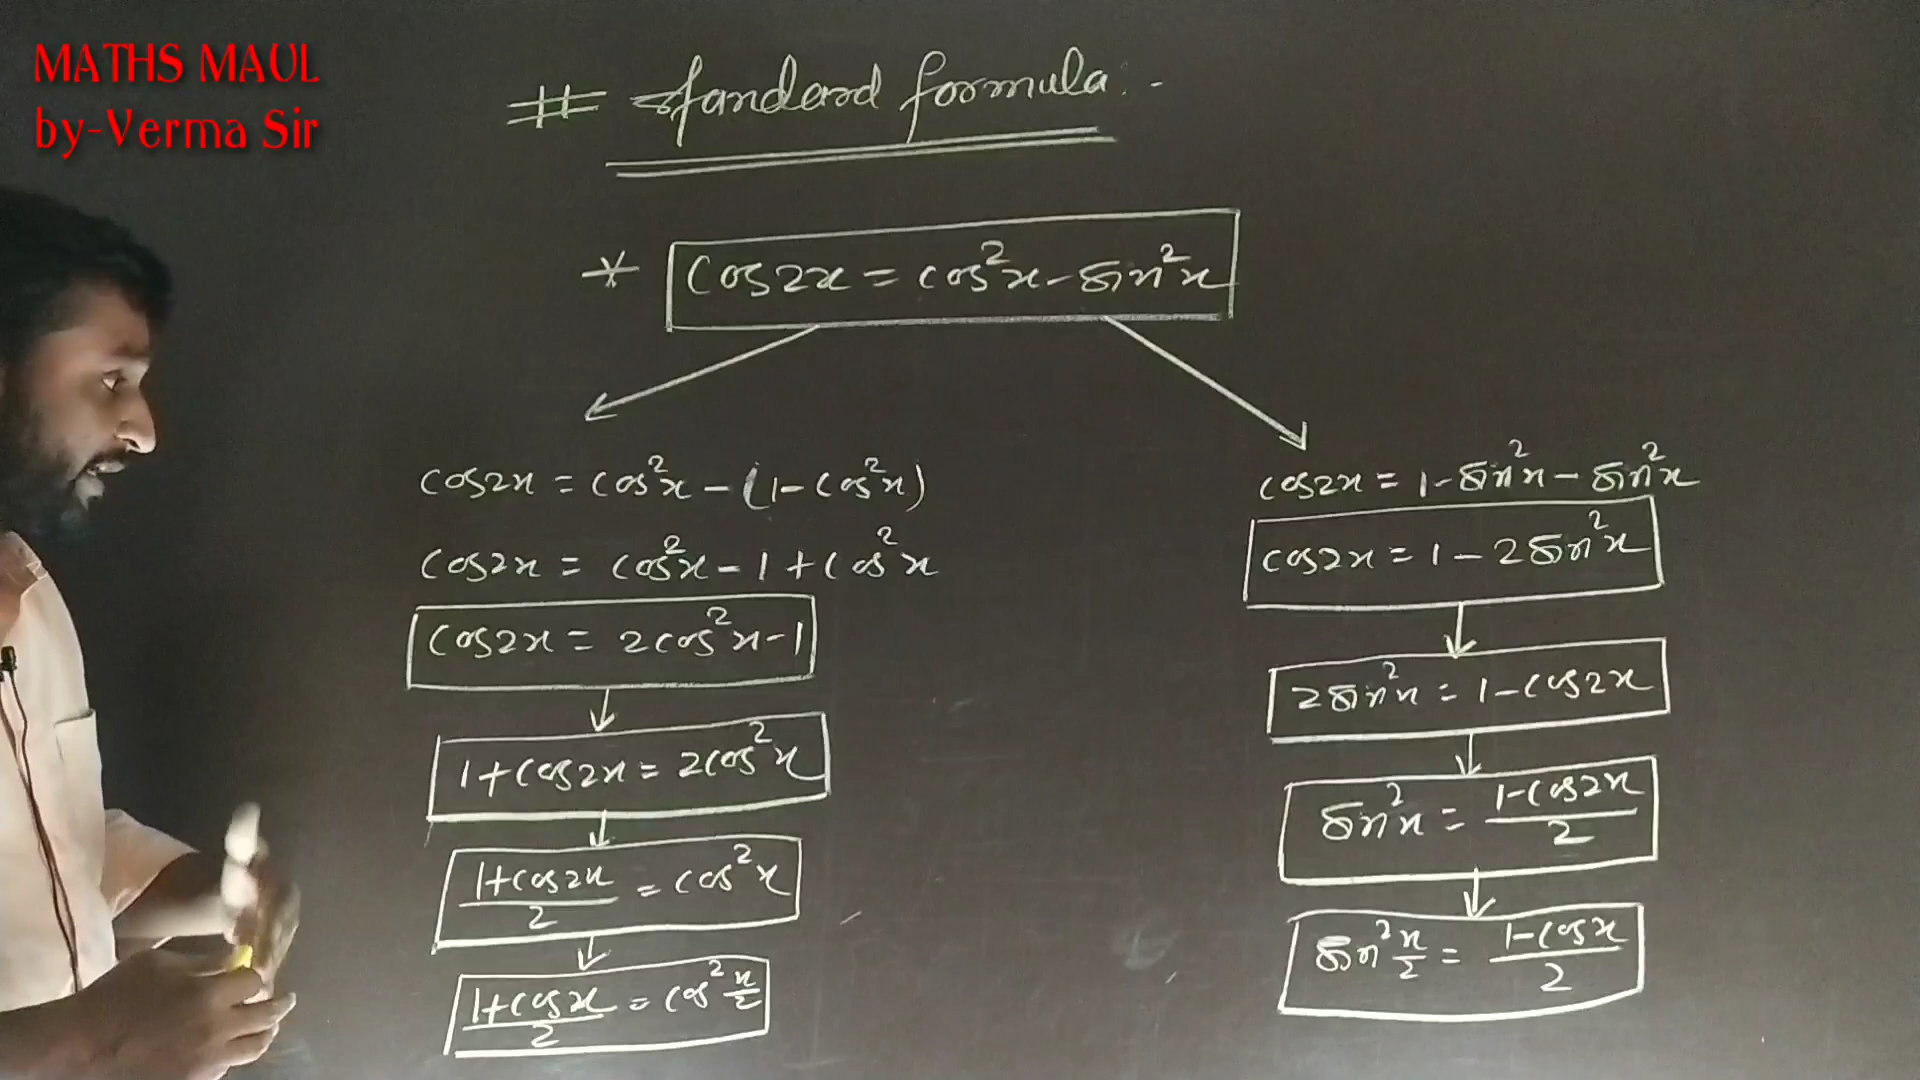 MATHS MAUL
by-Verma Sir
# Standard formula :-
* cos2x = cos²x - sin²x
cos2x = cos²x - (1 - cos²x)
cos2x = cos²x - 1 + cos²x
cos2x = 2cos²x - 1
1 + cos2x = 2cos²x
(1 + cos2x)/2 = cos²x
(1 + cosx)/2 = cos² x/2
cos2x = 1 - sin²x - sin²x
cos2x = 1 - 2sin²x
2sin²x = 1 - cos2x
sin²x = (1 - cos2x)/2
sin² x/2 = (1 - cosx)/2